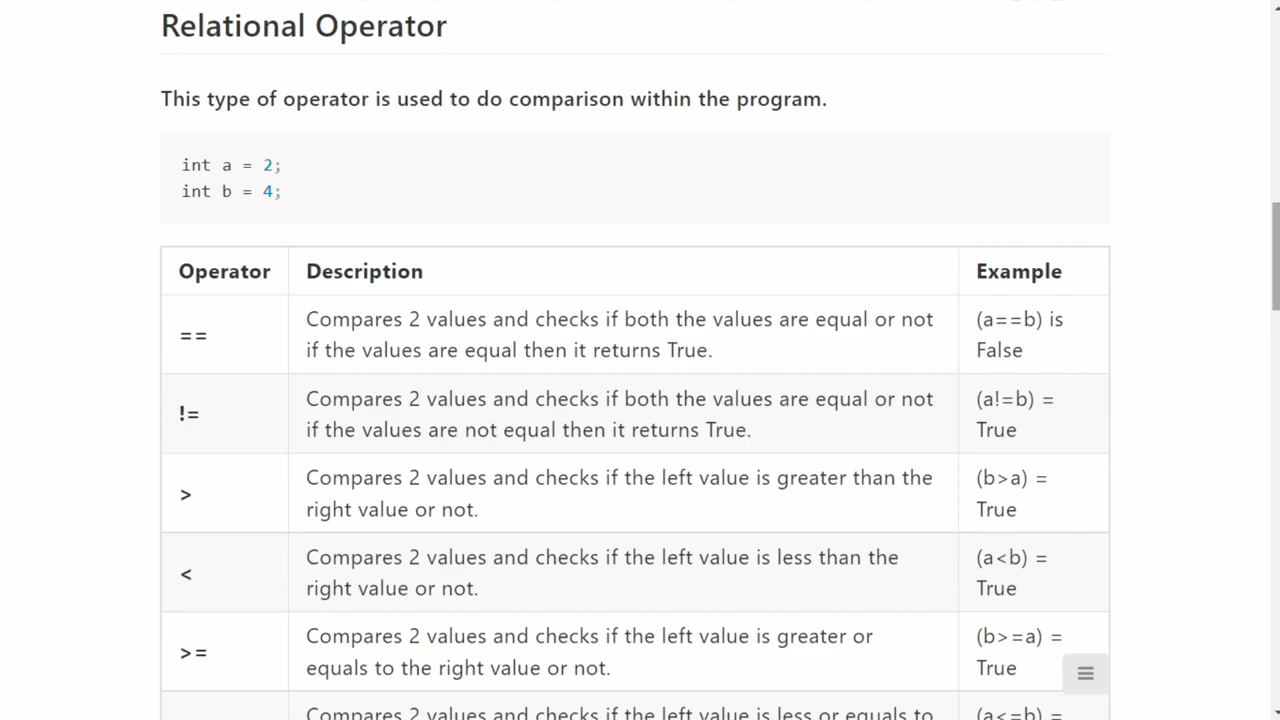 Relational Operator
This type of operator is used to do comparison within the program.
int a = 2;
int b = 4;
Operator Description Example
== Compares 2 values and checks if both the values are equal or not (a==b) is
if the values are equal then it returns True. False
!= Compares 2 values and checks if both the values are equal or not (a!=b) =
if the values are not equal then it returns True. True
> Compares 2 values and checks if the left value is greater than the (b>a) =
right value or not. True
< Compares 2 values and checks if the left value is less than the (a<b) =
right value or not. True
>= Compares 2 values and checks if the left value is greater or (b>=a) =
equals to the right value or not. True
Compares 2 values and checks if the left value is less or equals to (a<=b) =